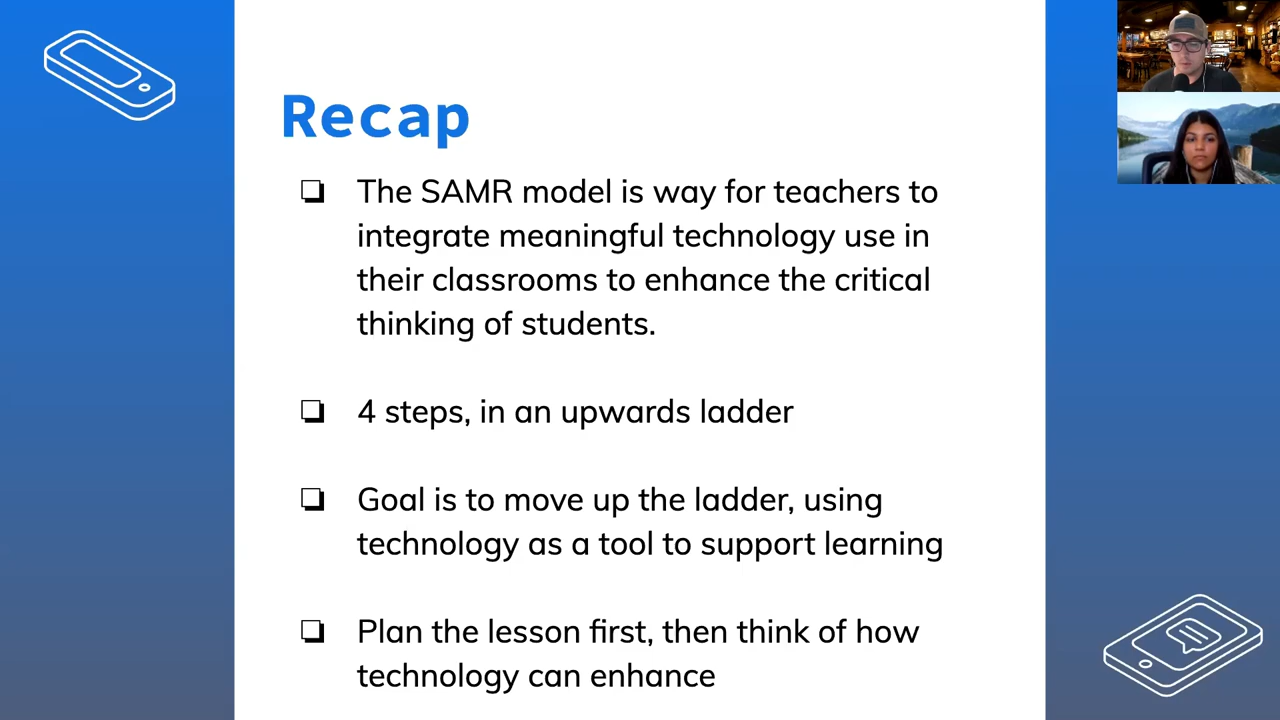 Recap
❏ The SAMR model is way for teachers to
integrate meaningful technology use in
their classrooms to enhance the critical
thinking of students.
❏ 4 steps, in an upwards ladder
❏ Goal is to move up the ladder, using
technology as a tool to support learning
❏ Plan the lesson first, then think of how
technology can enhance